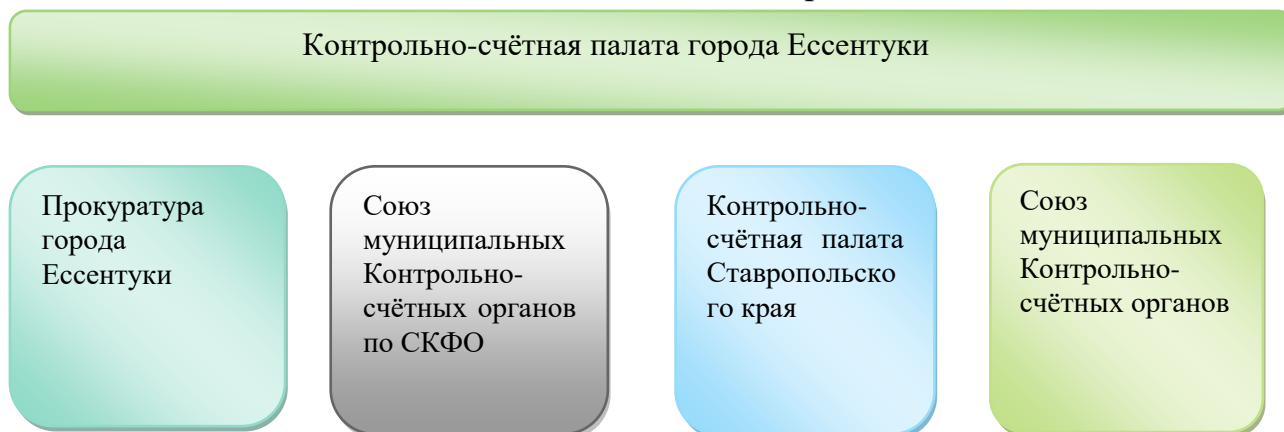 Контрольно-счётная палата города Ессентуки
Прокуратура
города
Ессентуки
Союз
муниципальных
Контрольно-
счётных органов
по СКФО
Контрольно-
счётная палата
Ставропольско
го края
Союз
муниципальных
Контрольно-
счётных органов